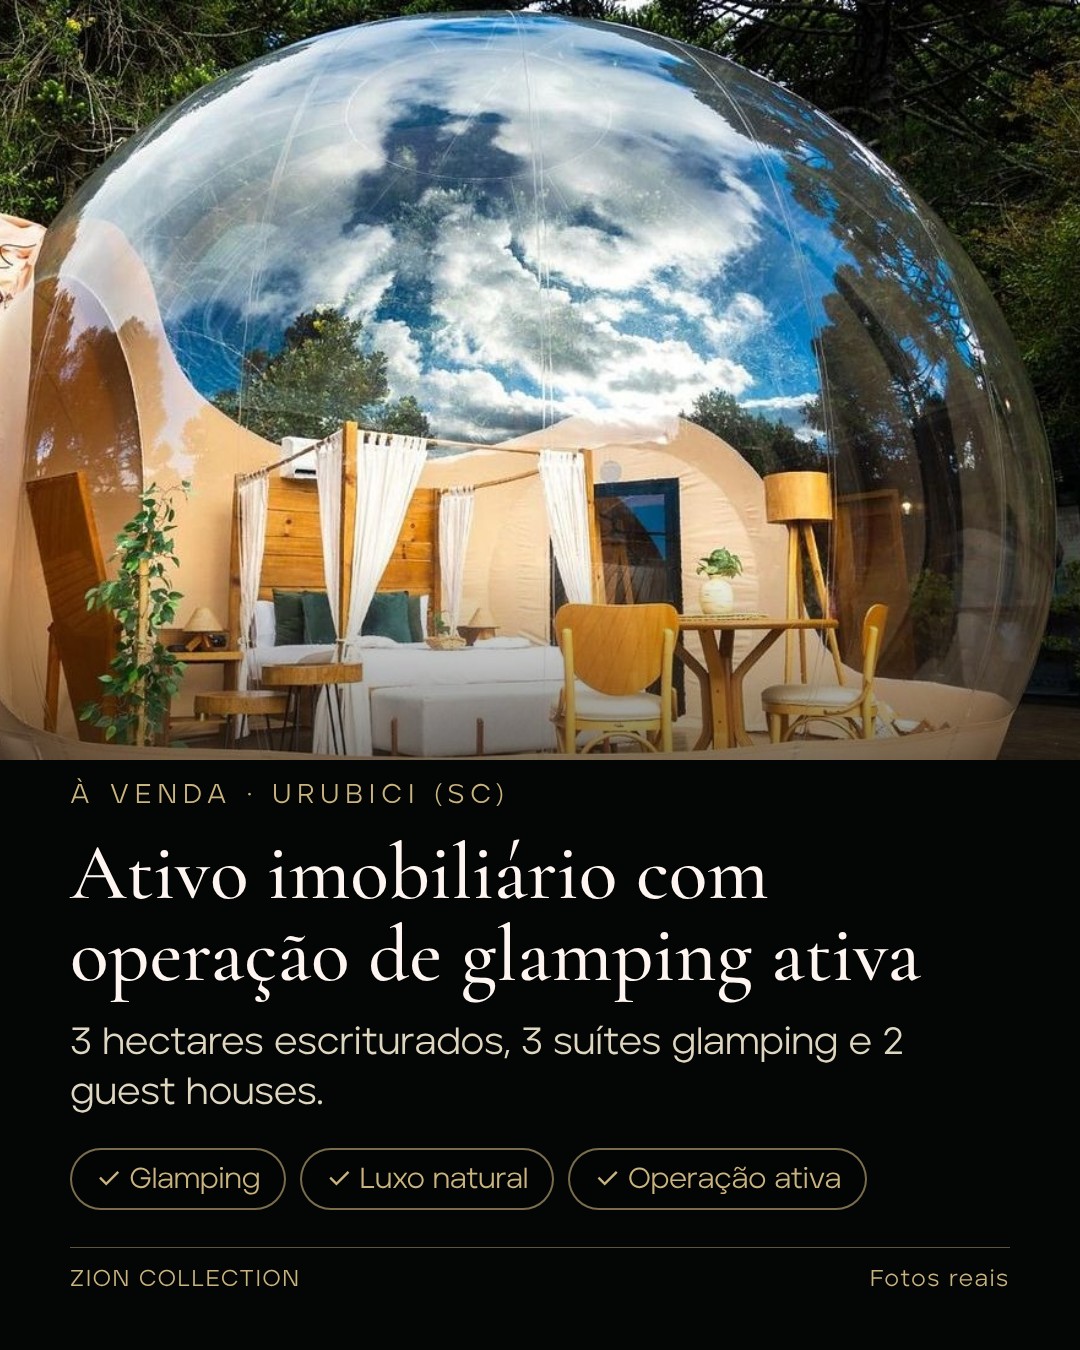 À VENDA · URUBICI (SC)
Ativo imobiliário com
operação de glamping ativa
3 hectares escriturados, 3 suítes glamping e 2
guest houses.
✓ Glamping ✓ Luxo natural ✓ Operação ativa
ZION COLLECTION Fotos reais